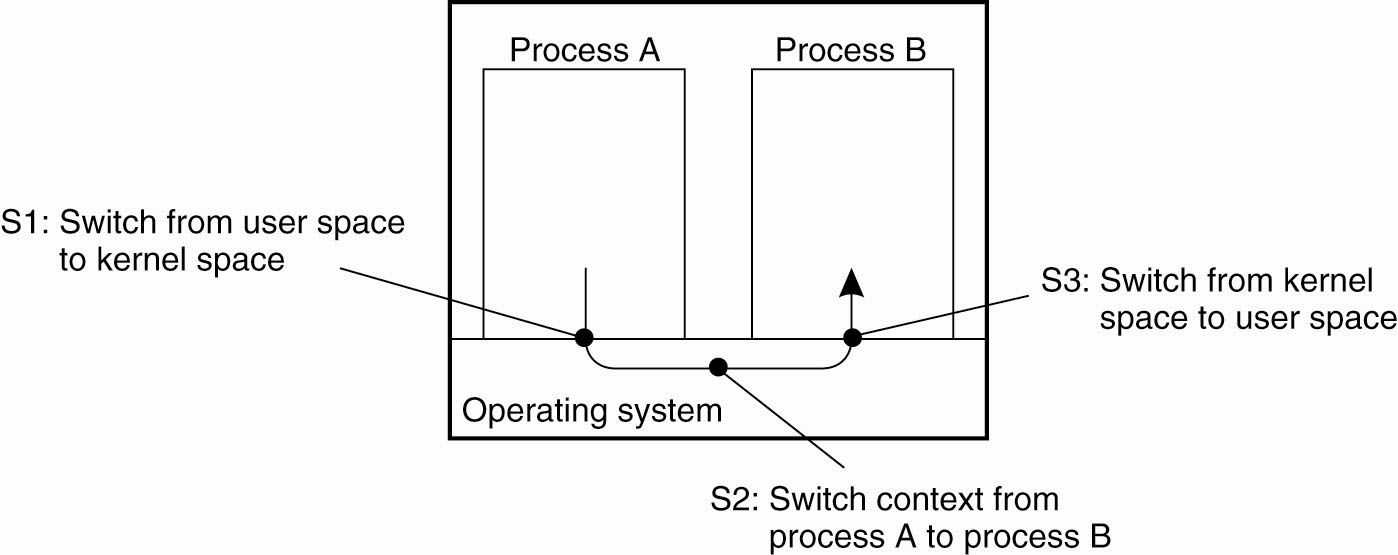 Process A
Process B
S1: Switch from user space
to kernel space
S3: Switch from kernel
space to user space
Operating system
S2: Switch context from
process A to process B